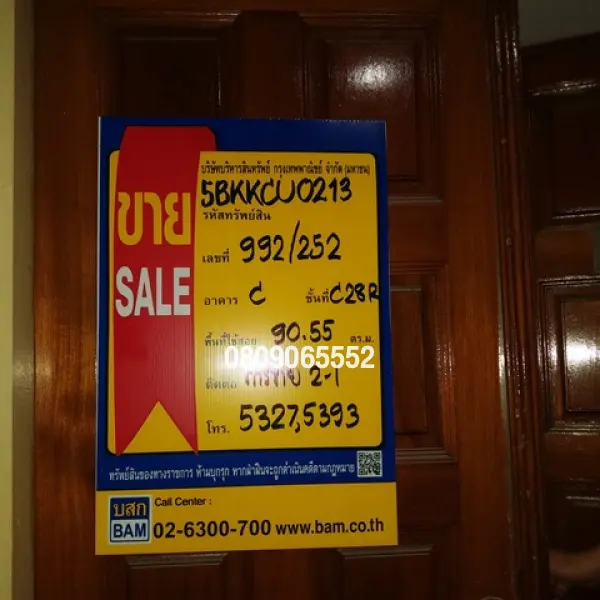 บริษัทบริหารสินทรัพย์ กรุงเทพพาณิชย์ จำกัด (มหาชน)
ขาย
SALE
5BKKCU0213
รหัสทรัพย์สิน
เลขที่ 992/252
อาคาร C ชั้นที่ C28R
พื้นที่ใช้สอย 90.55 ตร.ม.
0809065552
ติดต่อ 2-1
โทร. 5327,5393
ทรัพย์สินของทางราชการ ห้ามบุกรุก หากฝ่าฝืนจะถูกดำเนินคดีตามกฎหมาย
บสก
BAM
Call Center :
02-6300-700 www.bam.co.th